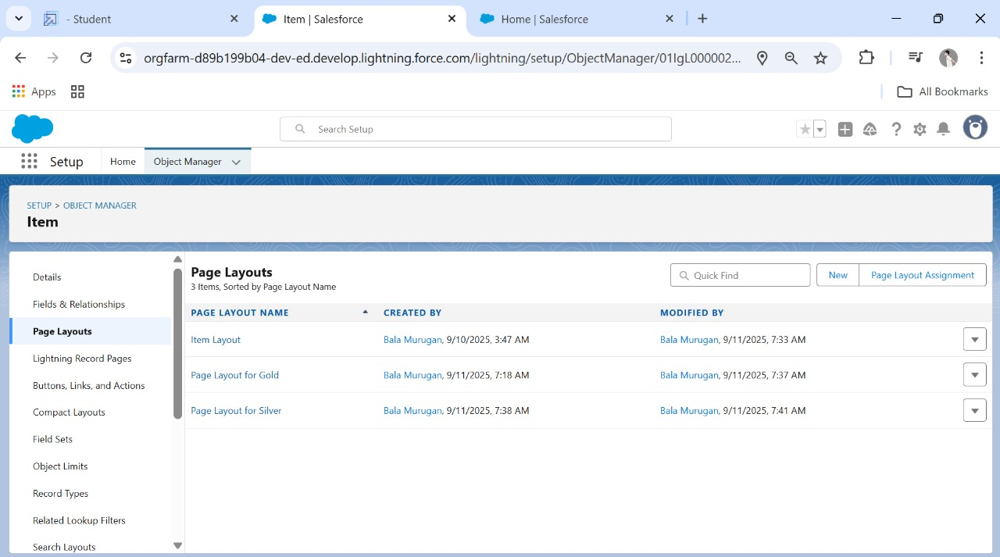 - Student
Item | Salesforce
Home | Salesforce
orgfarm-d89b199b04-dev-ed.develop.lightning.force.com/lightning/setup/ObjectManager/01IgL000002...
Apps
All Bookmarks
Search Setup
Setup
Home
Object Manager
SETUP > OBJECT MANAGER
Item
Details
Fields & Relationships
Page Layouts
Lightning Record Pages
Buttons, Links, and Actions
Compact Layouts
Field Sets
Object Limits
Record Types
Related Lookup Filters
Search Layouts
Page Layouts
3 Items, Sorted by Page Layout Name
Quick Find
New
Page Layout Assignment
PAGE LAYOUT NAME CREATED BY MODIFIED BY
Item Layout Bala Murugan, 9/10/2025, 3:47 AM Bala Murugan, 9/11/2025, 7:33 AM
Page Layout for Gold Bala Murugan, 9/11/2025, 7:18 AM Bala Murugan, 9/11/2025, 7:37 AM
Page Layout for Silver Bala Murugan, 9/11/2025, 7:38 AM Bala Murugan, 9/11/2025, 7:41 AM